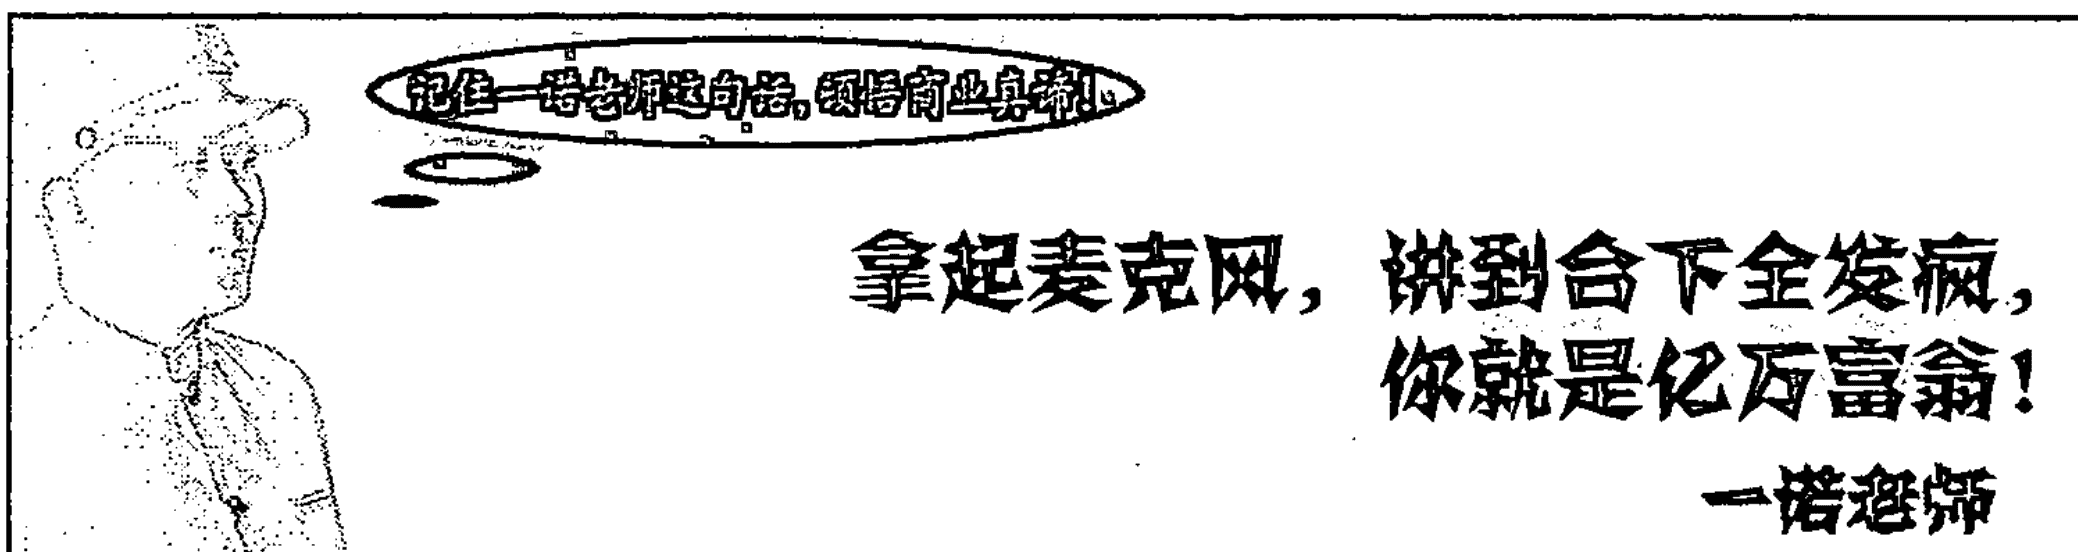 记住一诺老师这句话,领悟商业真谛!
拿起麦克风，讲到台下全发疯，
你就是亿万富翁！
一诺老师